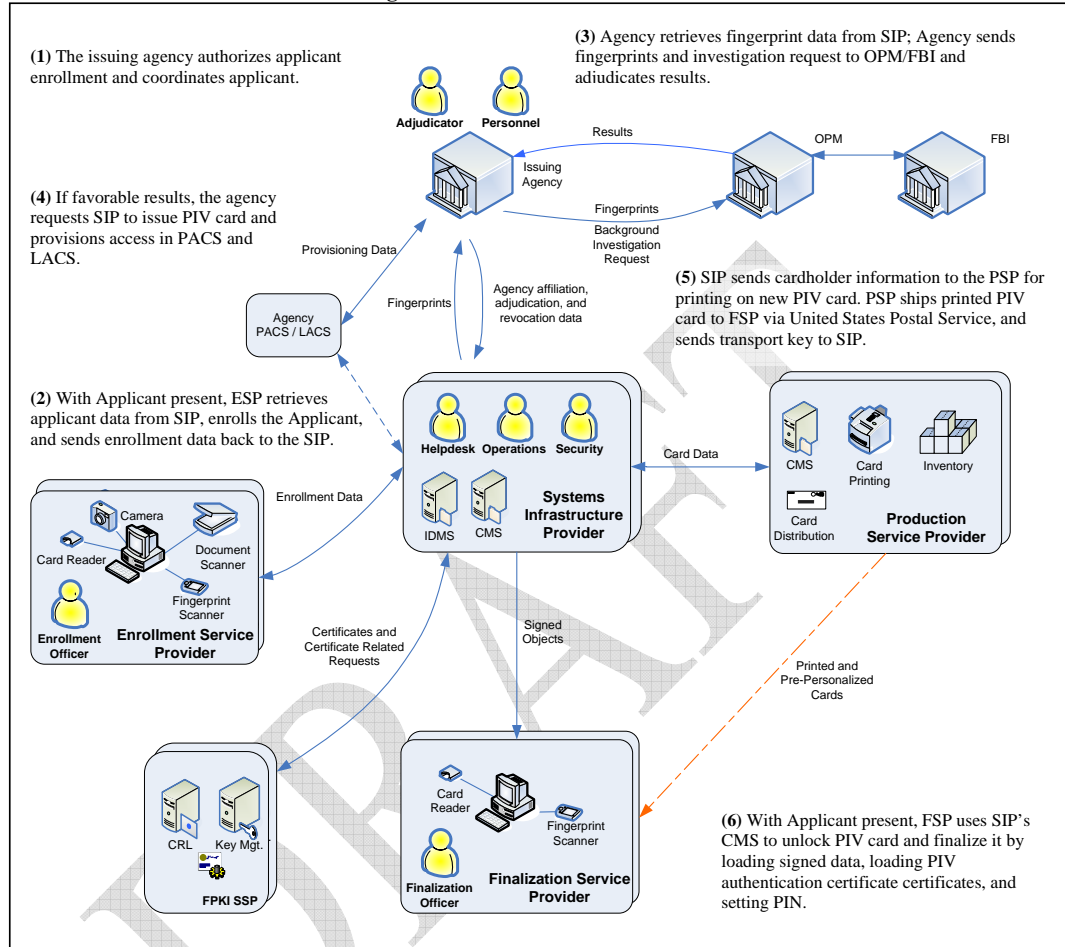 (1) The issuing agency authorizes applicant
enrollment and coordinates applicant.
(3) Agency retrieves fingerprint data from SIP; Agency sends
fingerprints and investigation request to OPM/FBI and
adjudicates results.
Adjudicator
Personnel
Results
Issuing
Agency
OPM
FBI
(4) If favorable results, the agency
requests SIP to issue PIV card and
provisions access in PACS and
LACS.
Fingerprints
Background
Investigation
Request
Provisioning Data
Fingerprints
Agency affiliation,
adjudication, and
revocation data
(5) SIP sends cardholder information to the PSP for
printing on new PIV card. PSP ships printed PIV
card to FSP via United States Postal Service, and
sends transport key to SIP.
Agency
PACS / LACS
(2) With Applicant present, ESP retrieves
applicant data from SIP, enrolls the Applicant,
and sends enrollment data back to the SIP.
Helpdesk
Operations
Security
IDMS
CMS
Systems
Infrastructure
Provider
Card Data
CMS
Card
Printing
Inventory
Card
Distribution
Production
Service Provider
Enrollment Data
Camera
Card Reader
Document
Scanner
Fingerprint
Scanner
Enrollment
Officer
Enrollment Service
Provider
Certificates and
Certificate Related
Requests
Signed
Objects
Printed and
Pre-Personalized
Cards
CRL
Key Mgt.
FPKI SSP
Card
Reader
Fingerprint
Scanner
Finalization
Officer
Finalization Service
Provider
(6) With Applicant present, FSP uses SIP's
CMS to unlock PIV card and finalize it by
loading signed data, loading PIV
authentication certificate certificates, and
setting PIN.
DRAFT